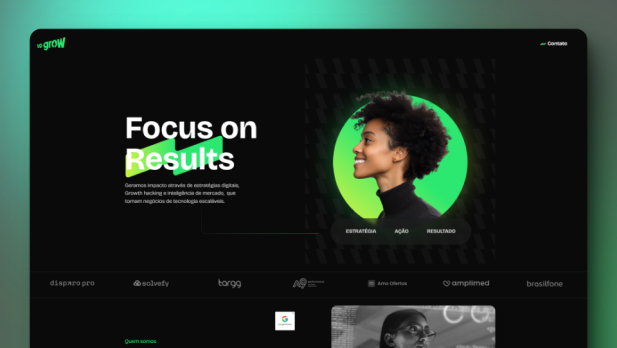 grow
Contato
Focus on
Results
Geramos impacto através de estratégias digitais,
Growth hacking e inteligência de mercado, que
tornam negócios de tecnologia escaláveis.
ESTRATÉGIA AÇÃO RESULTADO
disparo pro solvefy targg Amo Ofertas amplimed brasilfone
Quem somos